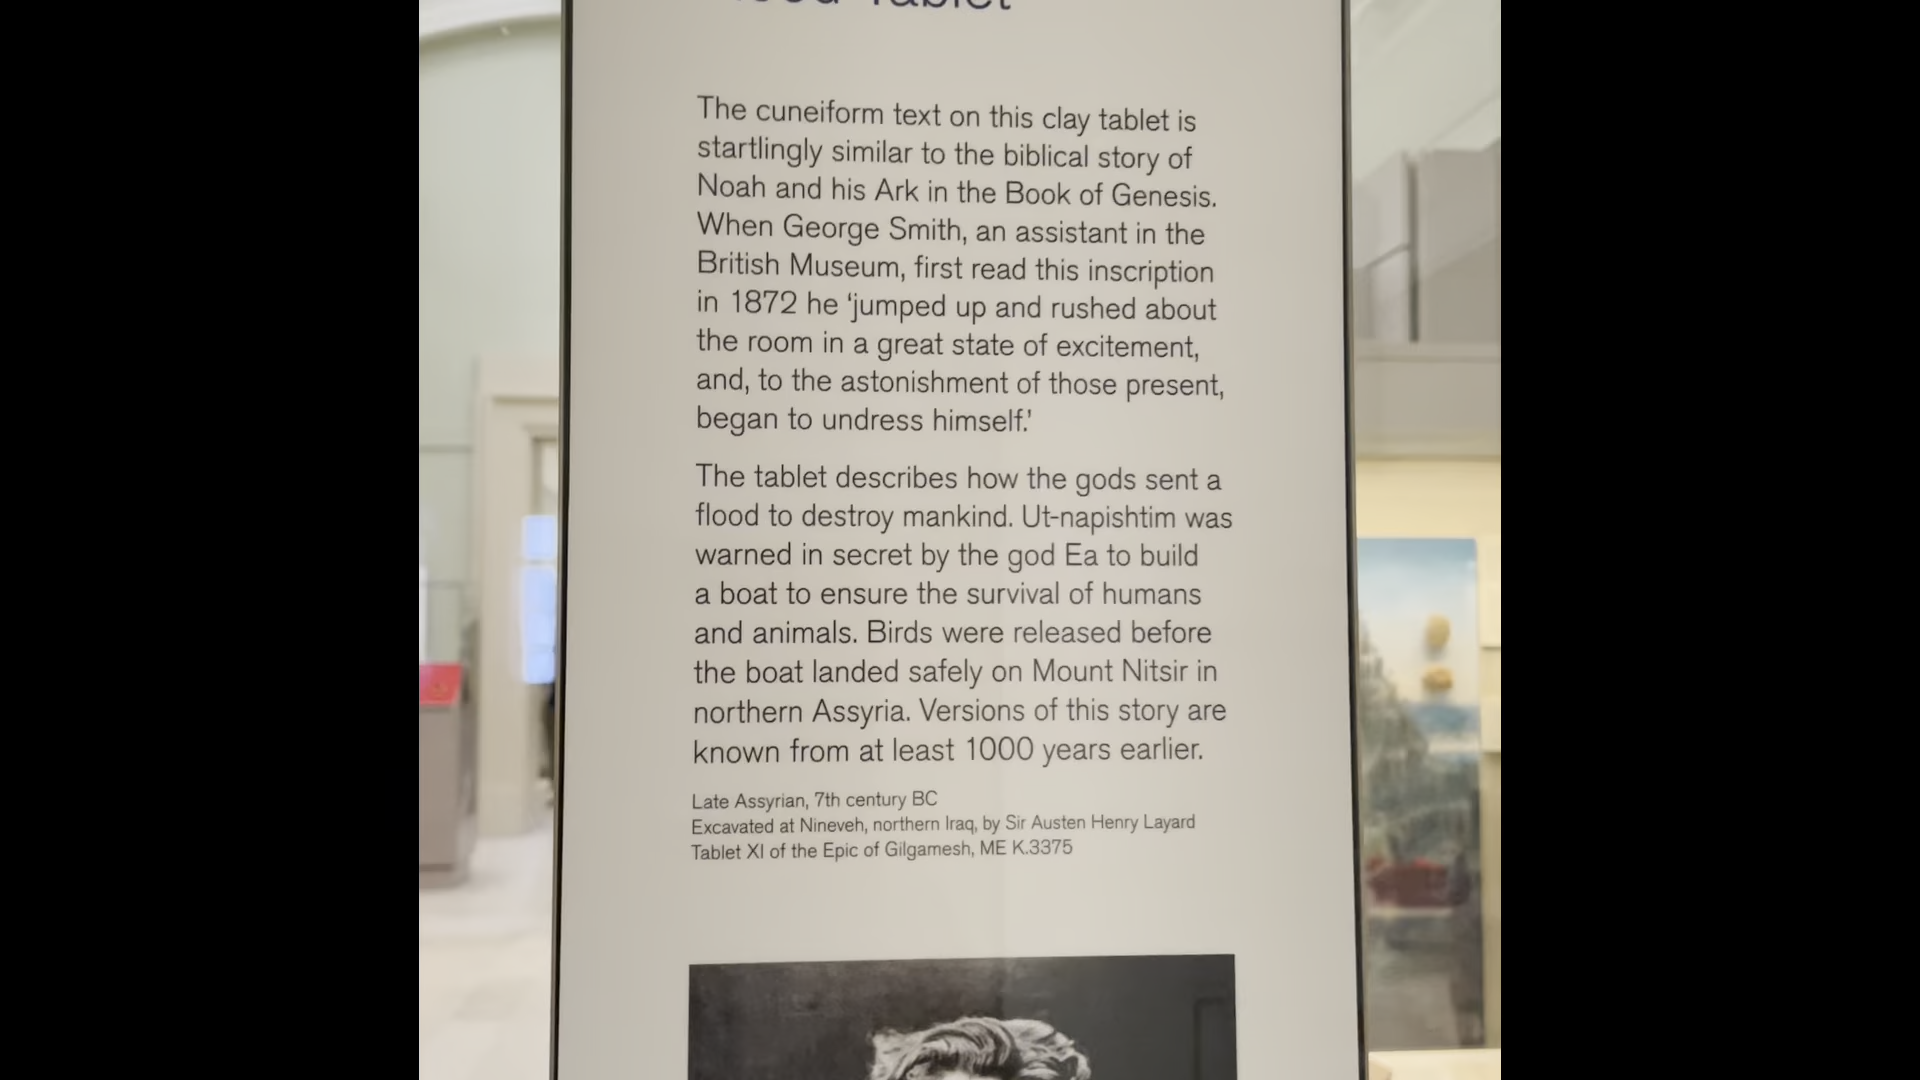 Tablet
The cuneiform text on this clay tablet is
startlingly similar to the biblical story of
Noah and his Ark in the Book of Genesis.
When George Smith, an assistant in the
British Museum, first read this inscription
in 1872 he ‘jumped up and rushed about
the room in a great state of excitement,
and, to the astonishment of those present,
began to undress himself.’
The tablet describes how the gods sent a
flood to destroy mankind. Ut-napishtim was
warned in secret by the god Ea to build
a boat to ensure the survival of humans
and animals. Birds were released before
the boat landed safely on Mount Nitsir in
northern Assyria. Versions of this story are
known from at least 1000 years earlier.
Late Assyrian, 7th century BC
Excavated at Nineveh, northern Iraq, by Sir Austen Henry Layard
Tablet XI of the Epic of Gilgamesh, ME K.3375